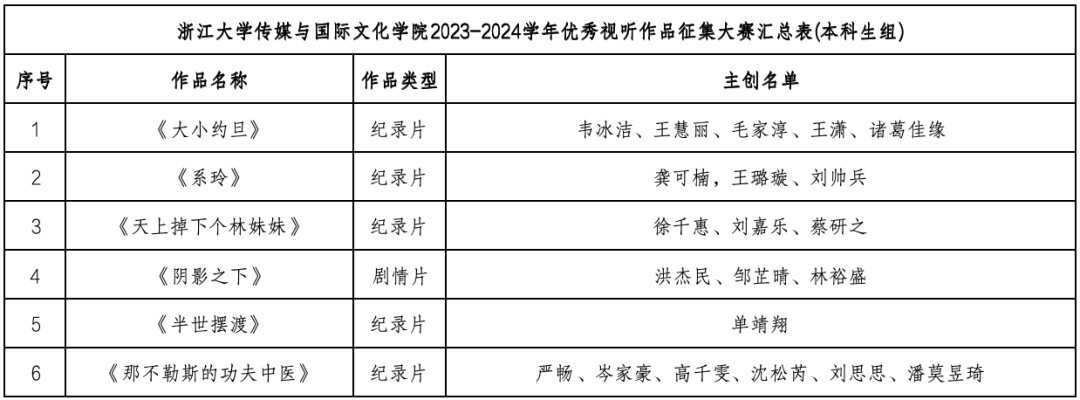 浙江大学传媒与国际文化学院2023-2024学年优秀视听作品征集大赛汇总表(本科生组)
序号 作品名称 作品类型 主创名单
1 《大小约旦》 纪录片 韦冰洁、王慧丽、毛家淳、王潇、诸葛佳缘
2 《系玲》 纪录片 龚可楠，王璐璇、刘帅兵
3 《天上掉下个林妹妹》 纪录片 徐千惠、刘嘉乐、蔡研之
4 《阴影之下》 剧情片 洪杰民、邹芷晴、林裕盛
5 《半世摆渡》 纪录片 单靖翔
6 《那不勒斯的功夫中医》 纪录片 严畅、岑家豪、高千雯、沈松芮、刘思思、潘莫昱琦